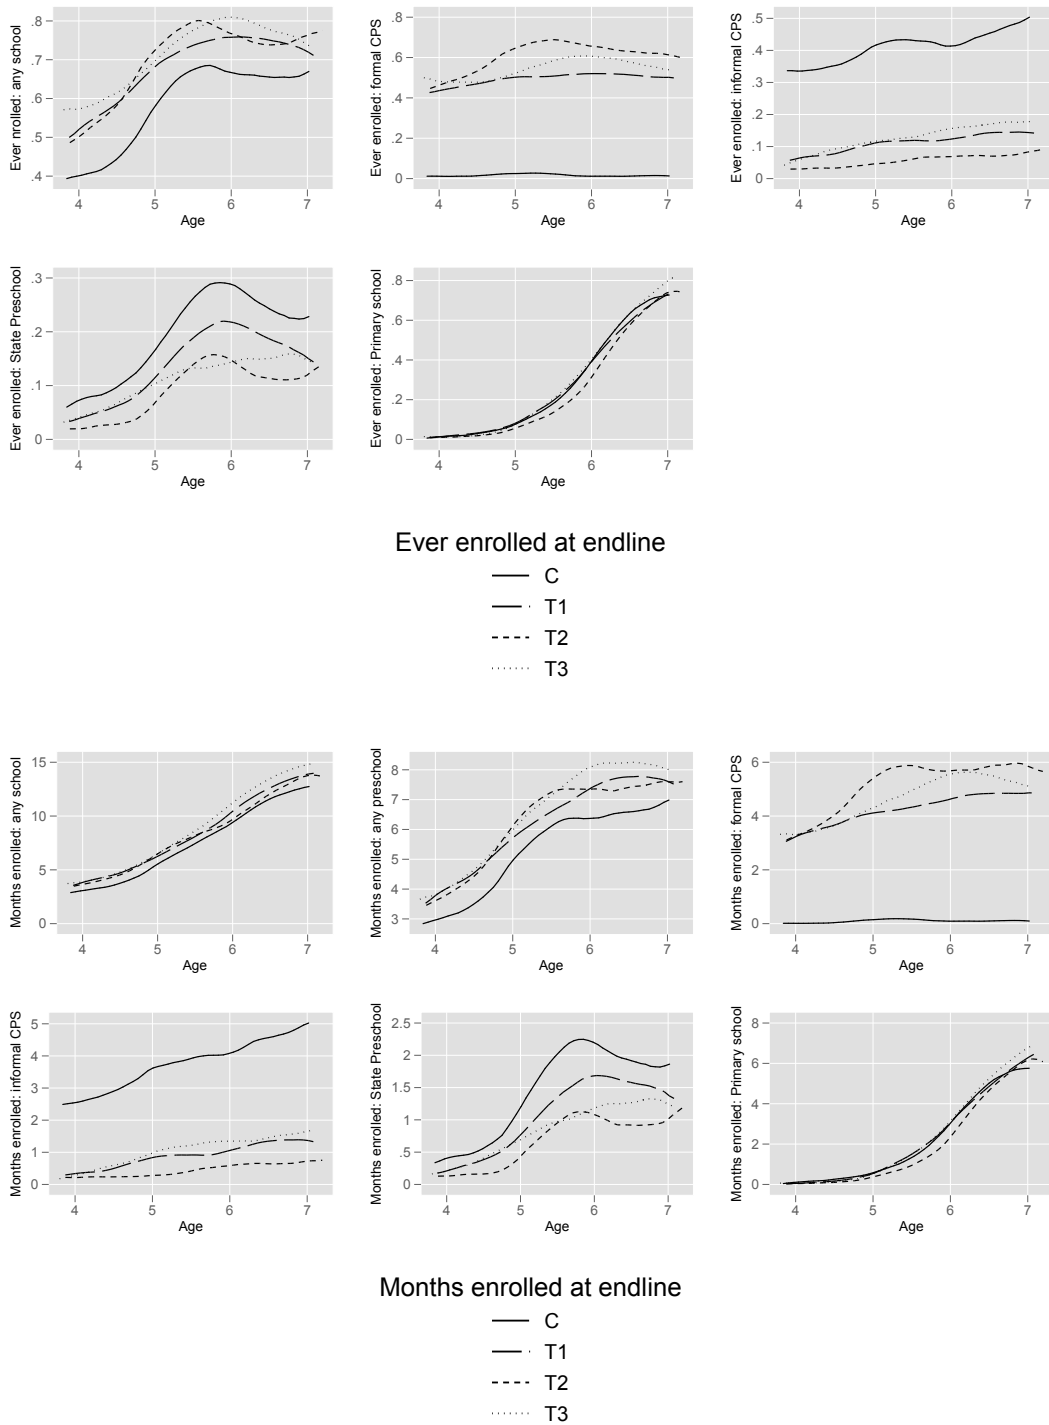 Ever nrolled: any school
.8
.7
.6
.5
.4
4 5 6 7
Age
Ever enrolled: formal CPS
.8
.6
.4
.2
0
4 5 6 7
Age
Ever enrolled: informal CPS
.5
.4
.3
.2
.1
0
4 5 6 7
Age
Ever enrolled: State Preschool
.3
.2
.1
0
4 5 6 7
Age
Ever enrolled: Primary school
.8
.6
.4
.2
0
4 5 6 7
Age
Ever enrolled at endline
C
T1
T2
T3
Months enrolled: any school
15
10
5
0
4 5 6 7
Age
Months enrolled: any preschool
8
7
6
5
4
3
4 5 6 7
Age
Months enrolled: formal CPS
6
4
2
0
4 5 6 7
Age
Months enrolled: informal CPS
5
4
3
2
1
0
4 5 6 7
Age
Months enrolled: State Preschool
2.5
2
1.5
1
.5
0
4 5 6 7
Age
Months enrolled: Primary school
8
6
4
2
0
4 5 6 7
Age
Months enrolled at endline
C
T1
T2
T3